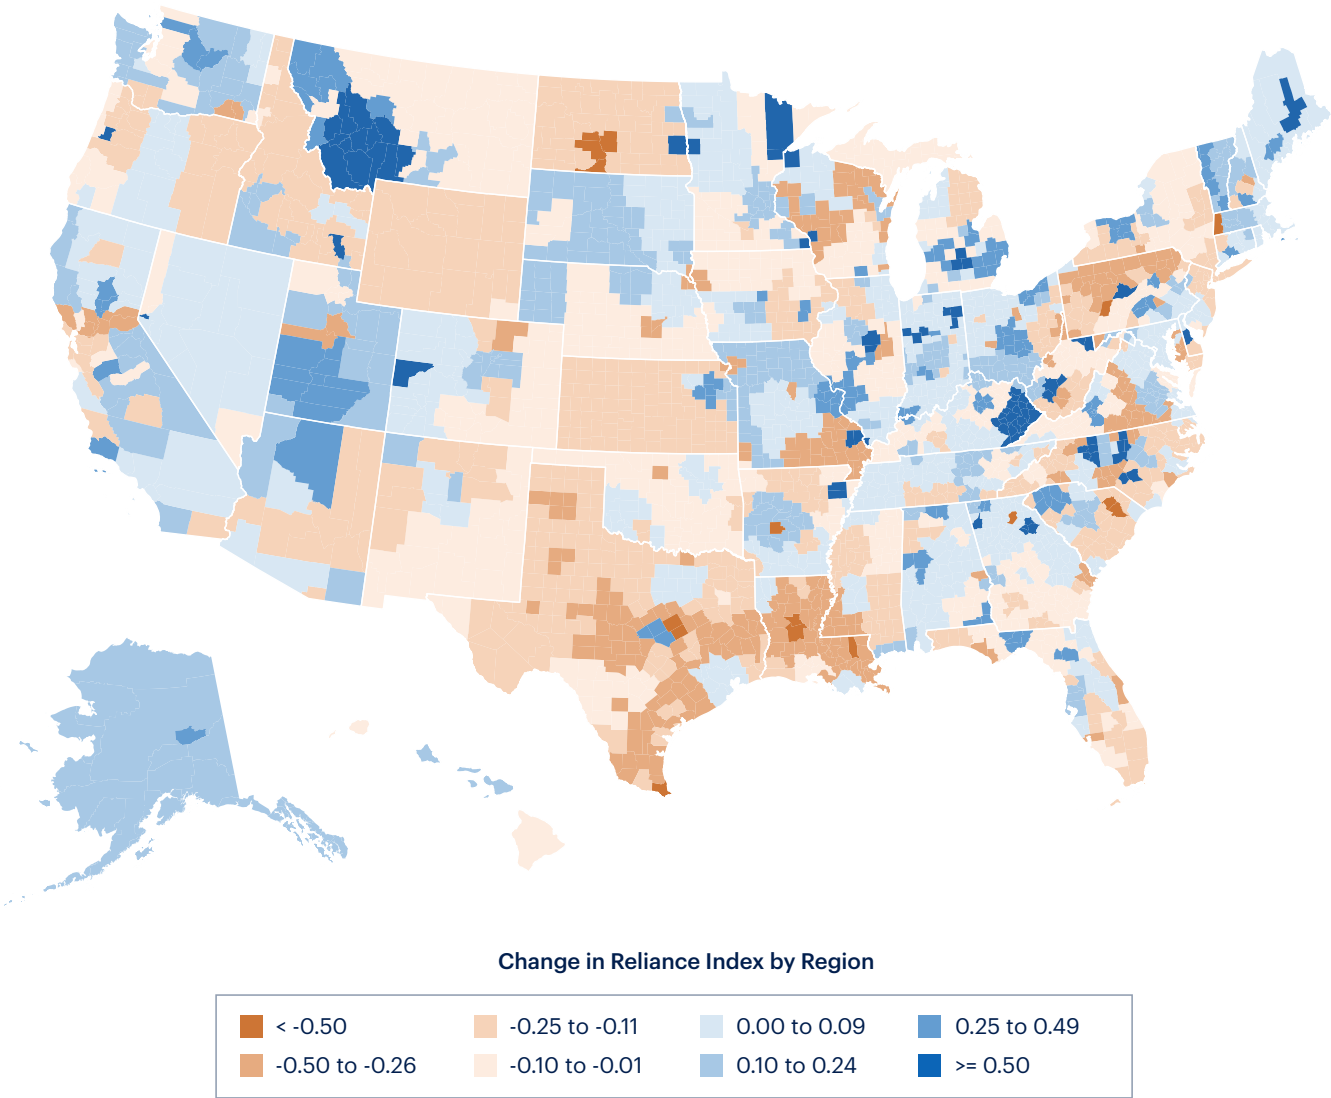 Change in Reliance Index by Region
< -0.50
-0.25 to -0.11
0.00 to 0.09
0.25 to 0.49
-0.50 to -0.26
-0.10 to -0.01
0.10 to 0.24
>= 0.50